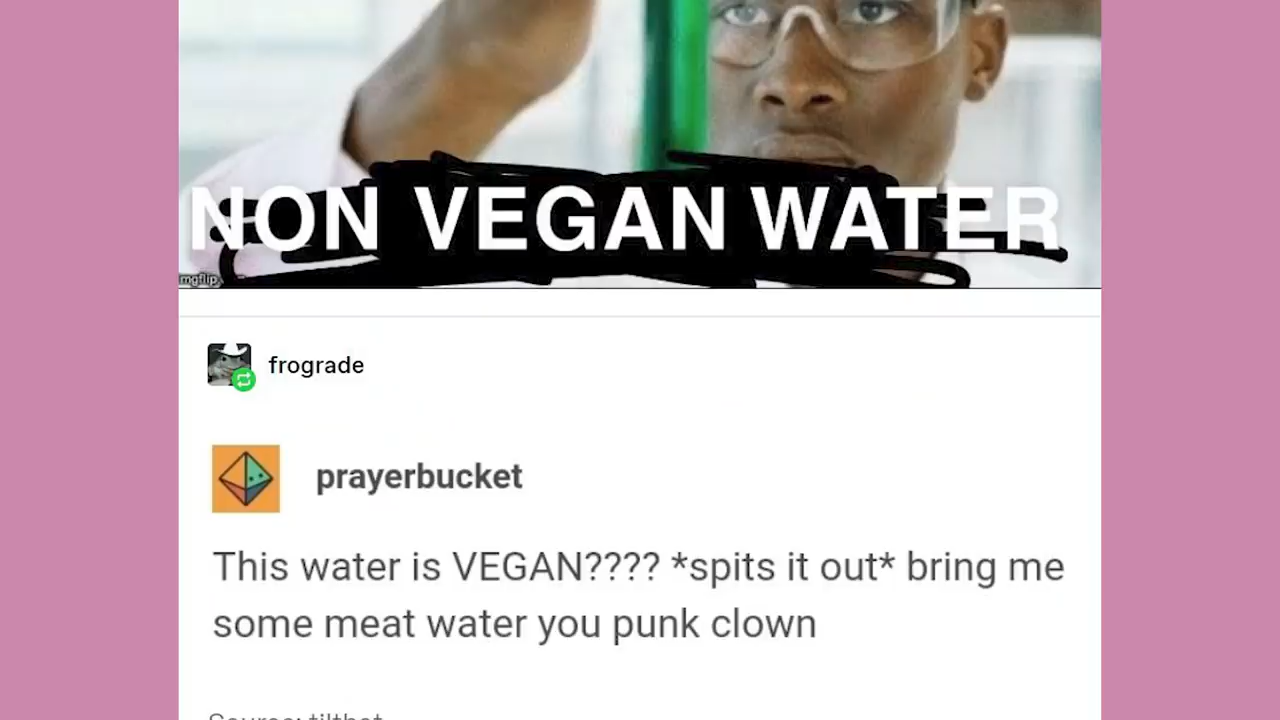 NON VEGAN WATER
imgflip
frograde
prayerbucket
This water is VEGAN???? *spits it out* bring me
some meat water you punk clown